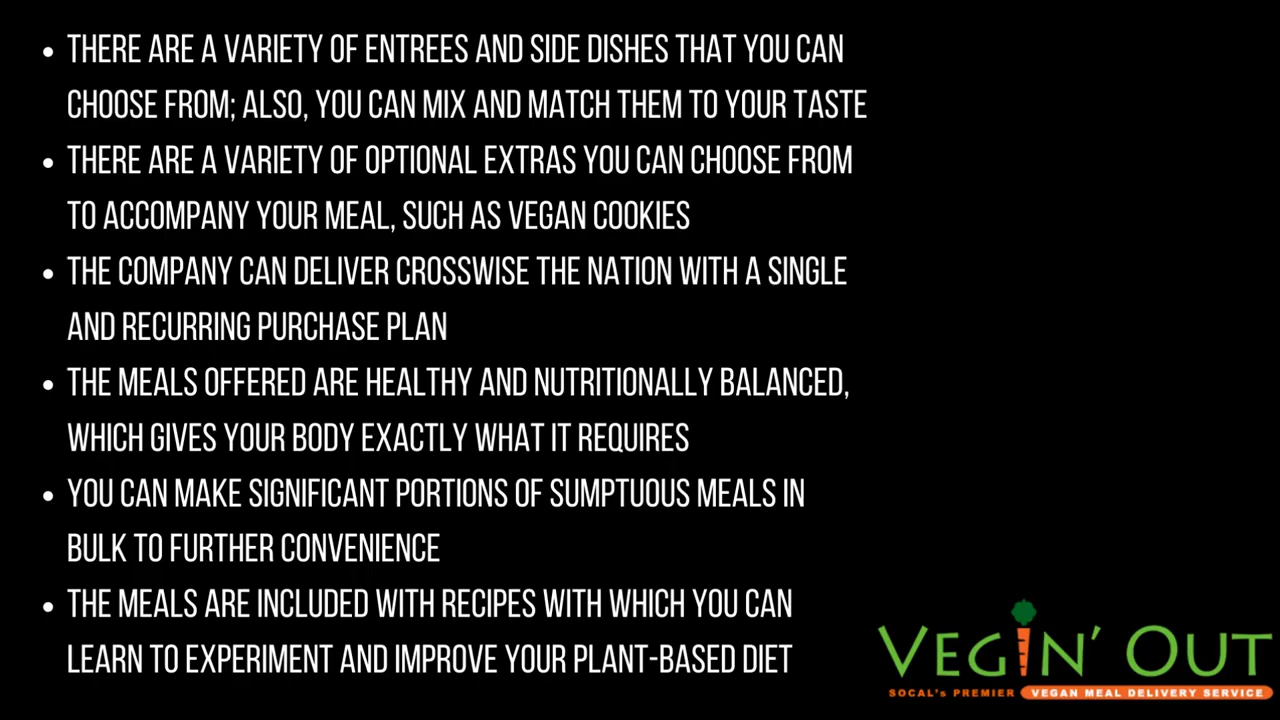 • THERE ARE A VARIETY OF ENTREES AND SIDE DISHES THAT YOU CAN
CHOOSE FROM; ALSO, YOU CAN MIX AND MATCH THEM TO YOUR TASTE
• THERE ARE A VARIETY OF OPTIONAL EXTRAS YOU CAN CHOOSE FROM
TO ACCOMPANY YOUR MEAL, SUCH AS VEGAN COOKIES
• THE COMPANY CAN DELIVER CROSSWISE THE NATION WITH A SINGLE
AND RECURRING PURCHASE PLAN
• THE MEALS OFFERED ARE HEALTHY AND NUTRITIONALLY BALANCED,
WHICH GIVES YOUR BODY EXACTLY WHAT IT REQUIRES
• YOU CAN MAKE SIGNIFICANT PORTIONS OF SUMPTUOUS MEALS IN
BULK TO FURTHER CONVENIENCE
• THE MEALS ARE INCLUDED WITH RECIPES WITH WHICH YOU CAN
LEARN TO EXPERIMENT AND IMPROVE YOUR PLANT-BASED DIET
VEGIN' OUT
SOCAL's PREMIER VEGAN MEAL DELIVERY SERVICE